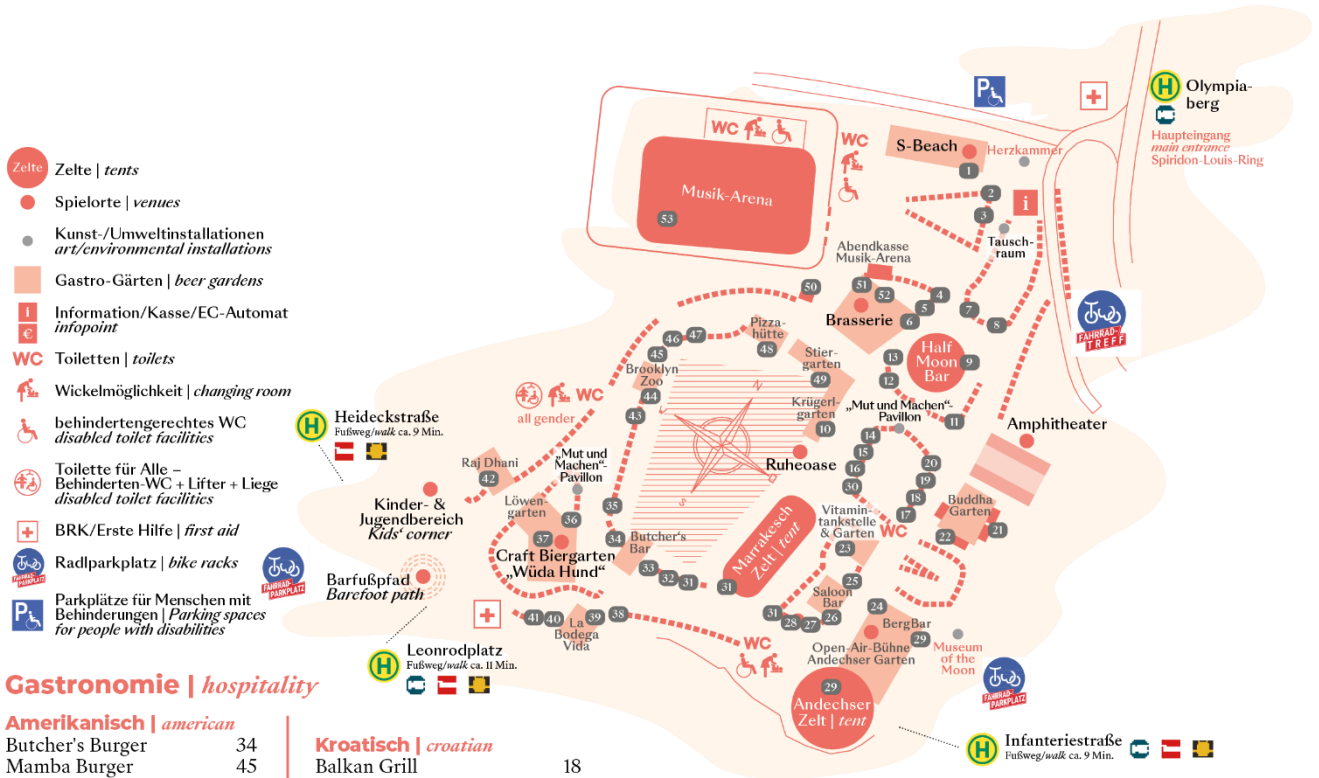 Zelte
Zelte | tents
Spielorte | venues
Kunst-/Umweltinstallationen
art/environmental installations
Gastro-Gärten | beer gardens
i
Information/Kasse/EC-Automat
€
infopoint
WC
Toiletten | toilets
Wickelmöglichkeit | changing room
behindertengerechtes WC
disabled toilet facilities
Toilette für Alle –
Behinderten-WC + Lifter + Liege
disabled toilet facilities
BRK/Erste Hilfe | first aid
FAHRRAD-
PARKPLATZ
Radlparkplatz | bike racks
P
Parkplätze für Menschen mit
Behinderungen | Parking spaces
for people with disabilities
Gastronomie | hospitality
Amerikanisch | american
Butcher's Burger 34
Mamba Burger 45
Kroatisch | croatian
Balkan Grill 18
P
H
Olympia-
berg
Haupteingang
main entrance
Spiridon-Louis-Ring
WC
WC
Musik-Arena
53
S-Beach
1
Herzkammer
2
3
i
Tausch-
raum
Abendkasse
Musik-Arena
50
51
52
4
5
6
7
8
Brasserie
FAHRRAD-
TREFF
Half
Moon
Bar
9
13
12
11
Pizza-
hütte
48
47
46
45
Brooklyn
Zoo
44
43
Stier-
garten
49
Krügerl-
garten
10
N
O
S
„Mut und Machen“-
Pavillon
Amphitheater
WC
all gender
H
Heideckstraße
Fußweg/walk ca. 9 Min.
Ruheoase
14
15
16
30
20
19
18
17
Raj Dhani
42
„Mut und
Machen“-
Pavillon
Kinder- &
Jugendbereich
Kids' corner
Löwen-
garten
36
37
35
34
Buddha
Garten
22
21
Vitamin-
tankstelle
& Garten
23
WC
Butcher's
Bar
33
32
31
31
Marrakesch
Zelt | tent
Craft Biergarten
„Wüda Hund“
Barfußpfad
Barefoot path
FAHRRAD-
PARKPLATZ
25
Saloon
Bar
26
24
BergBar
29
31
28
27
41
40
La
Bodega
Vida
39
38
WC
Open-Air-Bühne
Andechser Garten
Museum
of the
Moon
H
Leonrodplatz
Fußweg/walk ca. 11 Min.
29
Andechser
Zelt | tent
FAHRRAD-
PARKPLATZ
H
Infanteriestraße
Fußweg/walk ca. 9 Min.